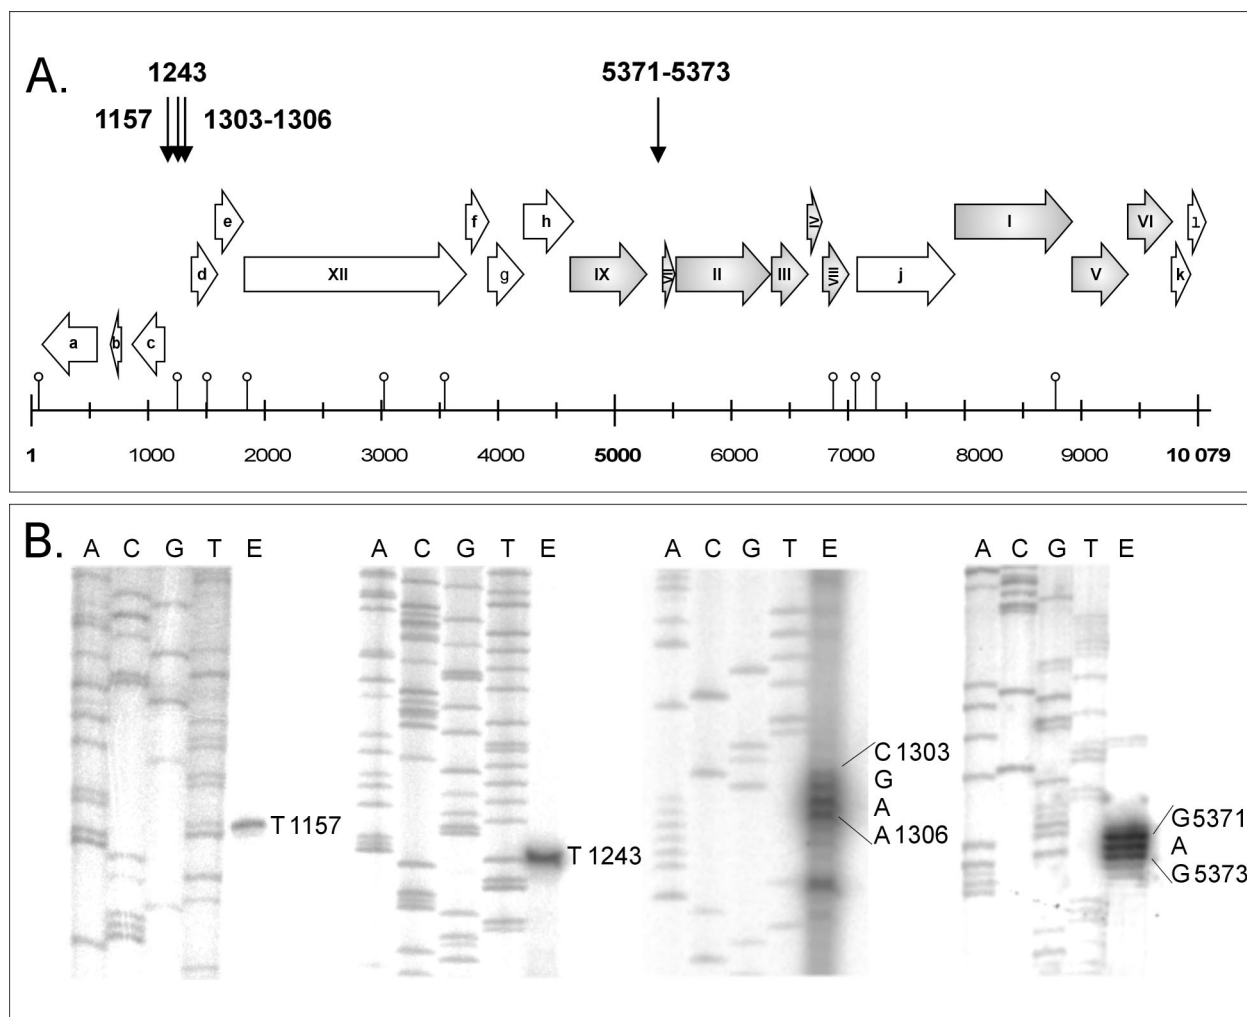 A.
1243
5371-5373
1157
1303-1306
e
f
h
IV
I
VI
l
d
XII
g
IX
VII
II
III
VIII
j
V
k
a
b
c
1 1000 2000 3000 4000 5000 6000 7000 8000 9000 10 079
B.
A C G T E
A C G T E
A C G T E
A C G T E
T 1157
T 1243
C 1303
G
A
A 1306
G 5371
A
G 5373